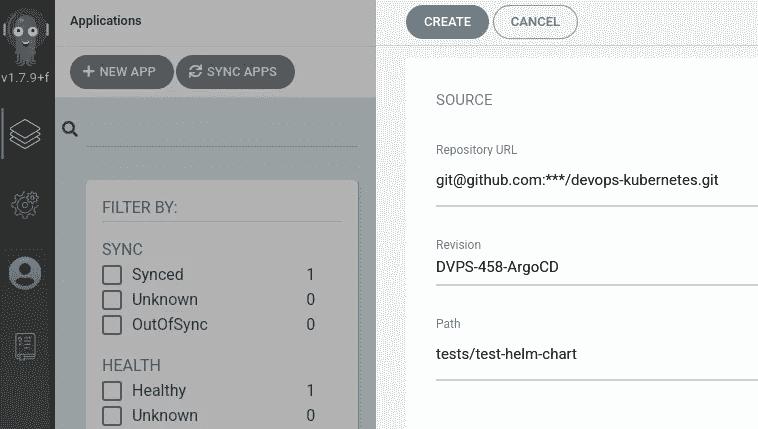 Applications
CREATE
CANCEL
v1.7.9+f
NEW APP
SYNC APPS
SOURCE
Repository URL
git@github.com:***/devops-kubernetes.git
Revision
DVPS-458-ArgoCD
Path
tests/test-helm-chart
FILTER BY:
SYNC
Synced 1
Unknown 0
OutOfSync 0
HEALTH
Healthy 1
Unknown 0